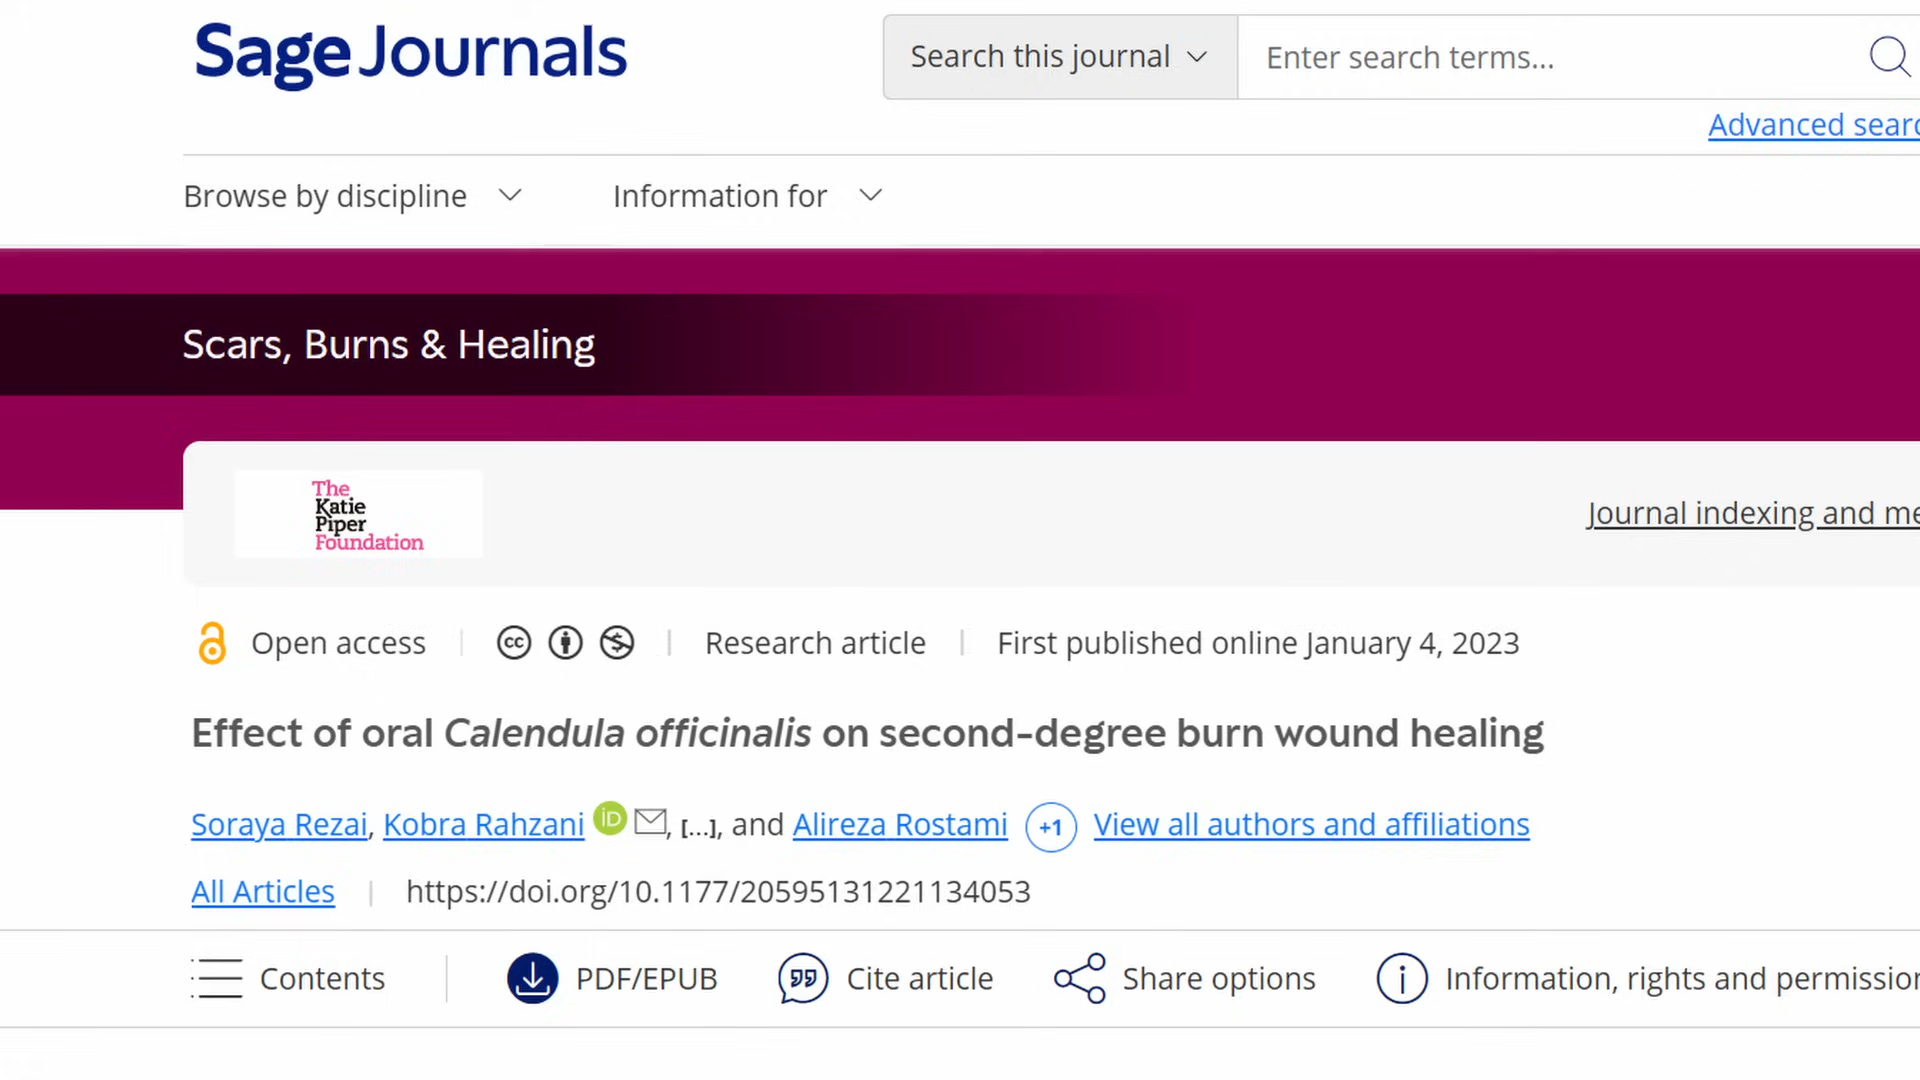 Sage Journals
Search this journal
Enter search terms...
Advanced searc
Browse by discipline
Information for
Scars, Burns & Healing
The
Katie
Piper
Foundation
Journal indexing and me
Open access | cc | Research article | First published online January 4, 2023
Effect of oral Calendula officinalis on second-degree burn wound healing
Soraya Rezai, Kobra Rahzani iD, [...], and Alireza Rostami +1 View all authors and affiliations
All Articles | https://doi.org/10.1177/20595131221134053
Contents | PDF/EPUB Cite article Share options Information, rights and permission